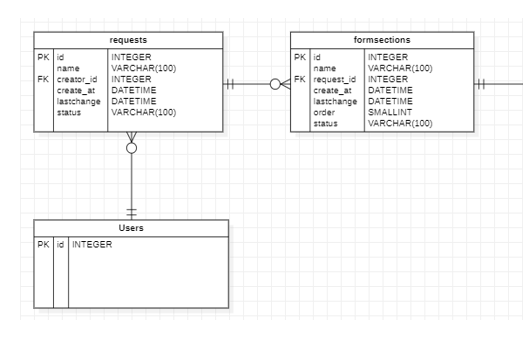 requests
PK id INTEGER
name VARCHAR(100)
FK creator_id INTEGER
create_at DATETIME
lastchange DATETIME
status VARCHAR(100)
formsections
PK id INTEGER
name VARCHAR(100)
FK request_id INTEGER
create_at DATETIME
lastchange DATETIME
order SMALLINT
status VARCHAR(100)
Users
PK id INTEGER